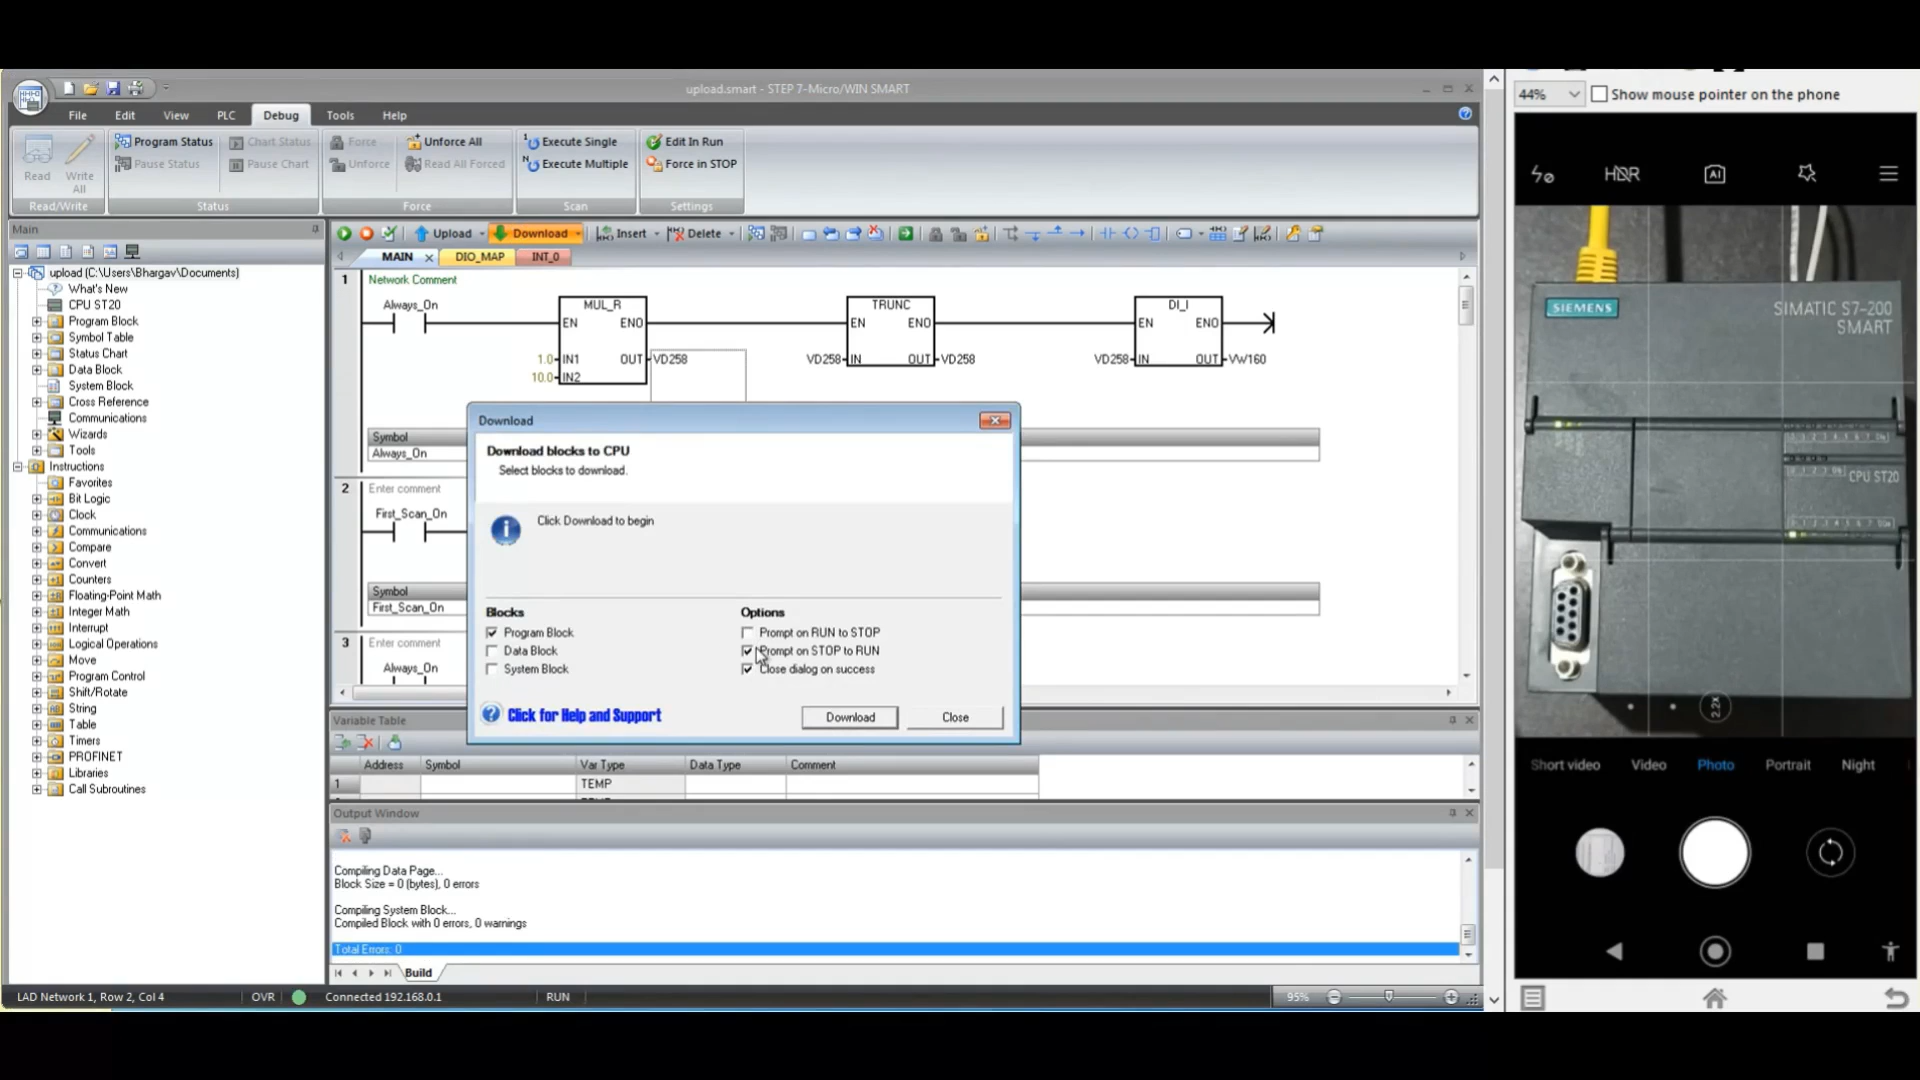 upload.smart - STEP 7-Micro/WIN SMART
File Edit View PLC Debug Tools Help
Read Write All
Read/Write
Program Status Chart Status
Pause Status Pause Chart
Status
Force Unforce All
Unforce Read All Forced
Force
Execute Single
Execute Multiple
Scan
Edit In Run
Force in STOP
Settings
Main
upload (C:\Users\Bhargav\Documents)
What's New
CPU ST20
Program Block
Symbol Table
Status Chart
Data Block
System Block
Cross Reference
Communications
Wizards
Tools
Instructions
Favorites
Bit Logic
Clock
Communications
Compare
Convert
Counters
Floating-Point Math
Integer Math
Interrupt
Logical Operations
Move
Program Control
Shift/Rotate
String
Table
Timers
PROFINET
Libraries
Call Subroutines
Upload Download Insert Delete
MAIN DIO_MAP INT_0
1 Network Comment
Always_On MUL_R TRUNC DI_I
EN ENO EN ENO EN ENO
1.0 IN1 OUT VD258 VD258 IN OUT VD258 VD258 IN OUT VW160
10.0 IN2
Symbol
Always_On
2 Enter comment
First_Scan_On
Symbol
First_Scan_On
3 Enter comment
Always_On
Download
Download blocks to CPU
Select blocks to download.
Click Download to begin
Blocks Options
Program Block Prompt on RUN to STOP
Data Block Prompt on STOP to RUN
System Block Close dialog on success
Click for Help and Support Download Close
Variable Table
Address Symbol Var Type Data Type Comment
1 TEMP
Output Window
Compiling Data Page...
Block Size = 0 (bytes), 0 errors
Compiling System Block...
Compiled Block with 0 errors, 0 warnings
Total Errors: 0
Build
LAD Network 1, Row 2, Col 4 OVR Connected 192.168.0.1 RUN 95%
44% Show mouse pointer on the phone
HDR AI
SIEMENS
SIMATIC S7-200
SMART
CPU ST20
2.2x
Short video Video Photo Portrait Night